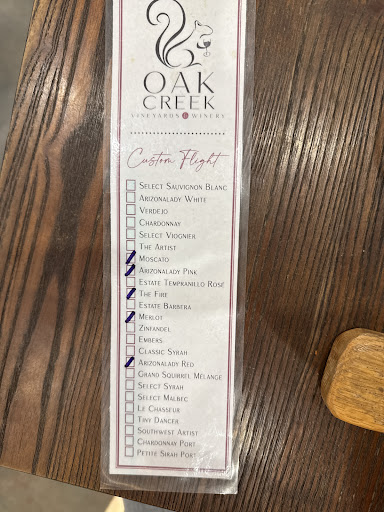 OAK
CREEK
VINEYARDS & WINERY
Custom Flight
SELECT SAUVIGNON BLANC
ARIZONALADY WHITE
VERDEJO
CHARDONNAY
SELECT VIOGNIER
THE ARTIST
MOSCATO
ARIZONALADY PINK
ESTATE TEMPRANILLO ROSE
THE FIRE
ESTATE BARBERA
MERLOT
ZINFANDEL
EMBERS
CLASSIC SYRAH
ARIZONALADY RED
GRAND SQUIRREL MELANGE
SELECT SYRAH
SELECT MALBEC
LE CHASSEUR
TINY DANCER
SOUTHWEST ARTIST
CHARDONNAY PORT
PETITE SIRAH PORT